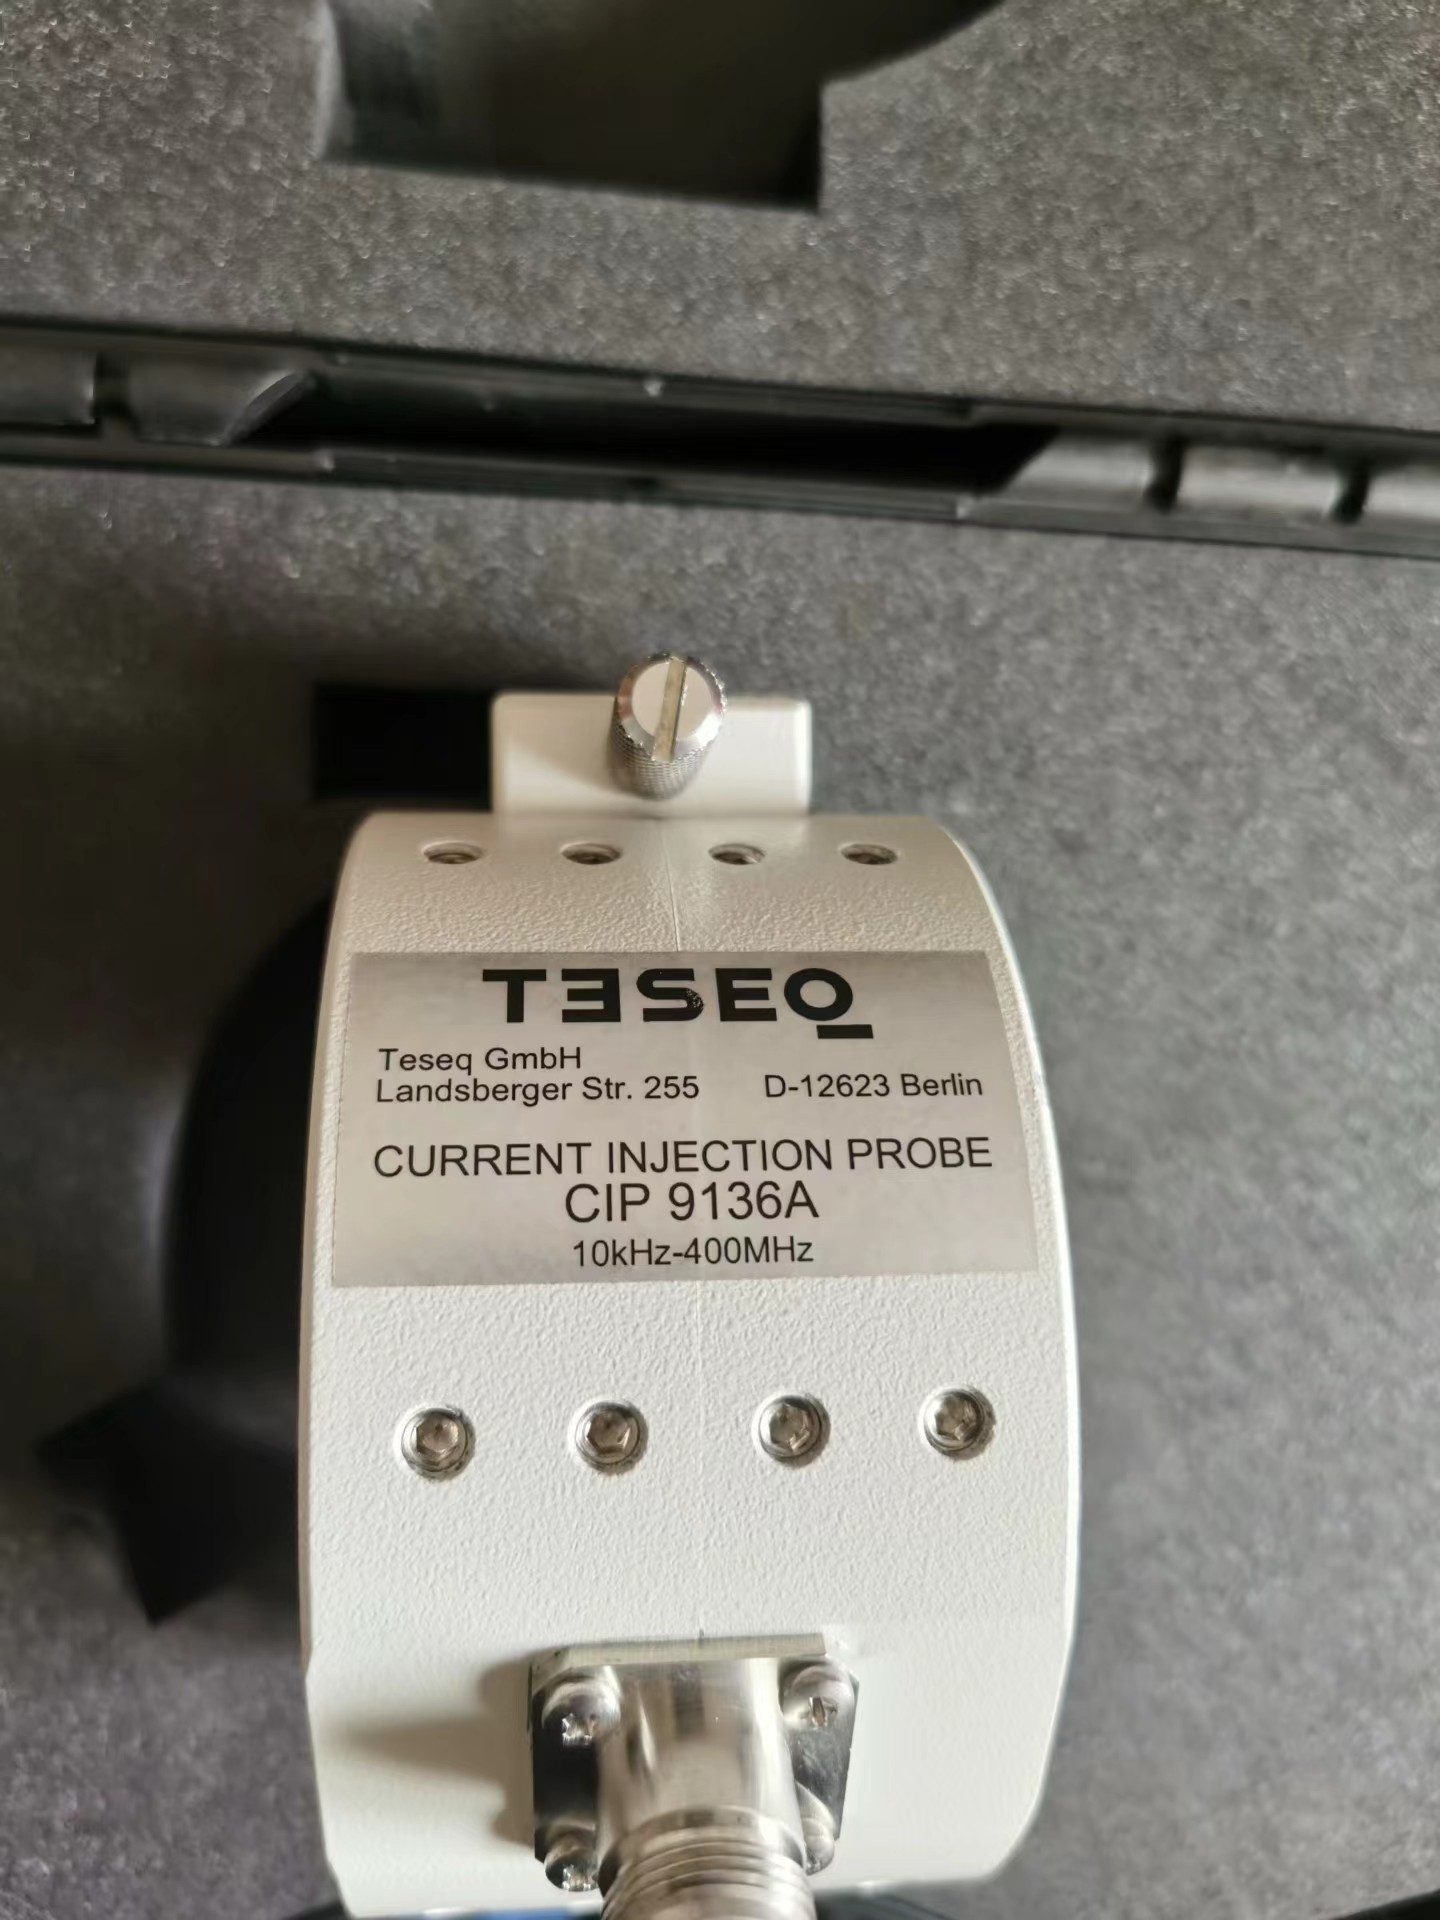 TESEQ
Teseq GmbH
Landsberger Str. 255 D-12623 Berlin
CURRENT INJECTION PROBE
CIP 9136A
10kHz-400MHz